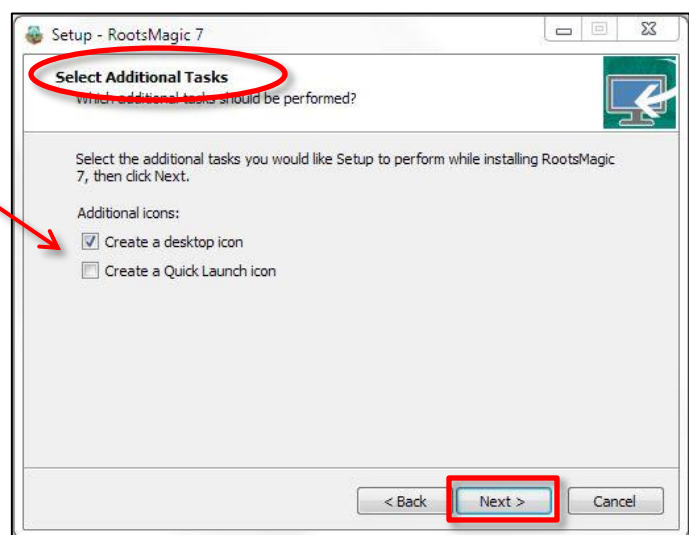 Setup - RootsMagic 7
Select Additional Tasks
Which additional tasks should be performed?
Select the additional tasks you would like Setup to perform while installing RootsMagic
7, then click Next.
Additional icons:
Create a desktop icon
Create a Quick Launch icon
< Back
Next >
Cancel